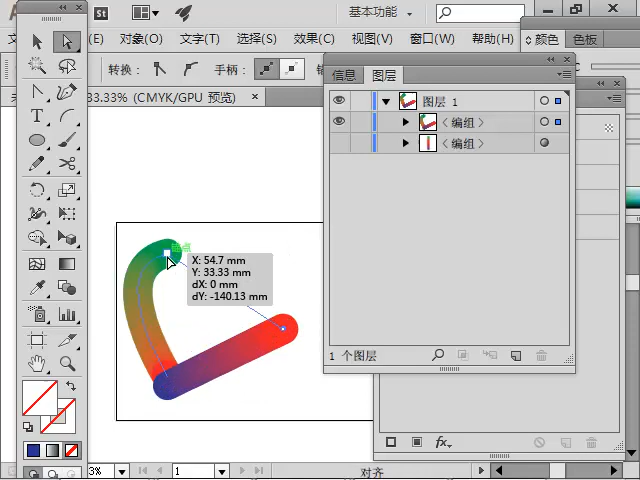 St
基本功能
(E) 对象(O) 文字(T) 选择(S) 效果(C) 视图(V) 窗口(W) 帮助(H)
颜色 色板
转换：
手柄：
33.33% (CMYK/GPU 预览)
信息 图层
图层 1
〈编组〉
〈编组〉
锚点
X: 54.7 mm
Y: 33.33 mm
dX: 0 mm
dY: -140.13 mm
1 个图层
fx.
3% 1 对齐